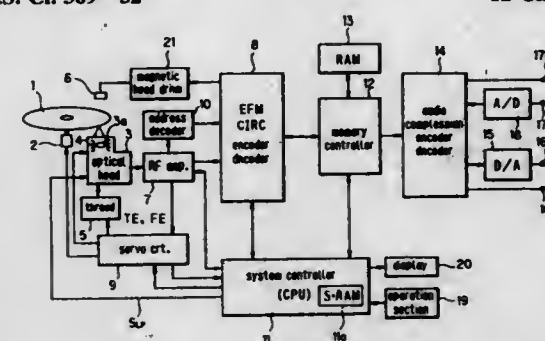 21
8
13
14
6
magnetic
head drive
RAM
17
1
10
12
3a
3
address
decoder
EFM
CIRC
encoder
decoder
memory
controller
audio
compression
encoder
decoder
A/D
16
17
2
4
optical
head
RF amp.
7
15
D/A
5
thread
TE, FE
servo crt.
9
system controller
(CPU)
S-RAM
11a
11
display
20
operation
section
19
SLP